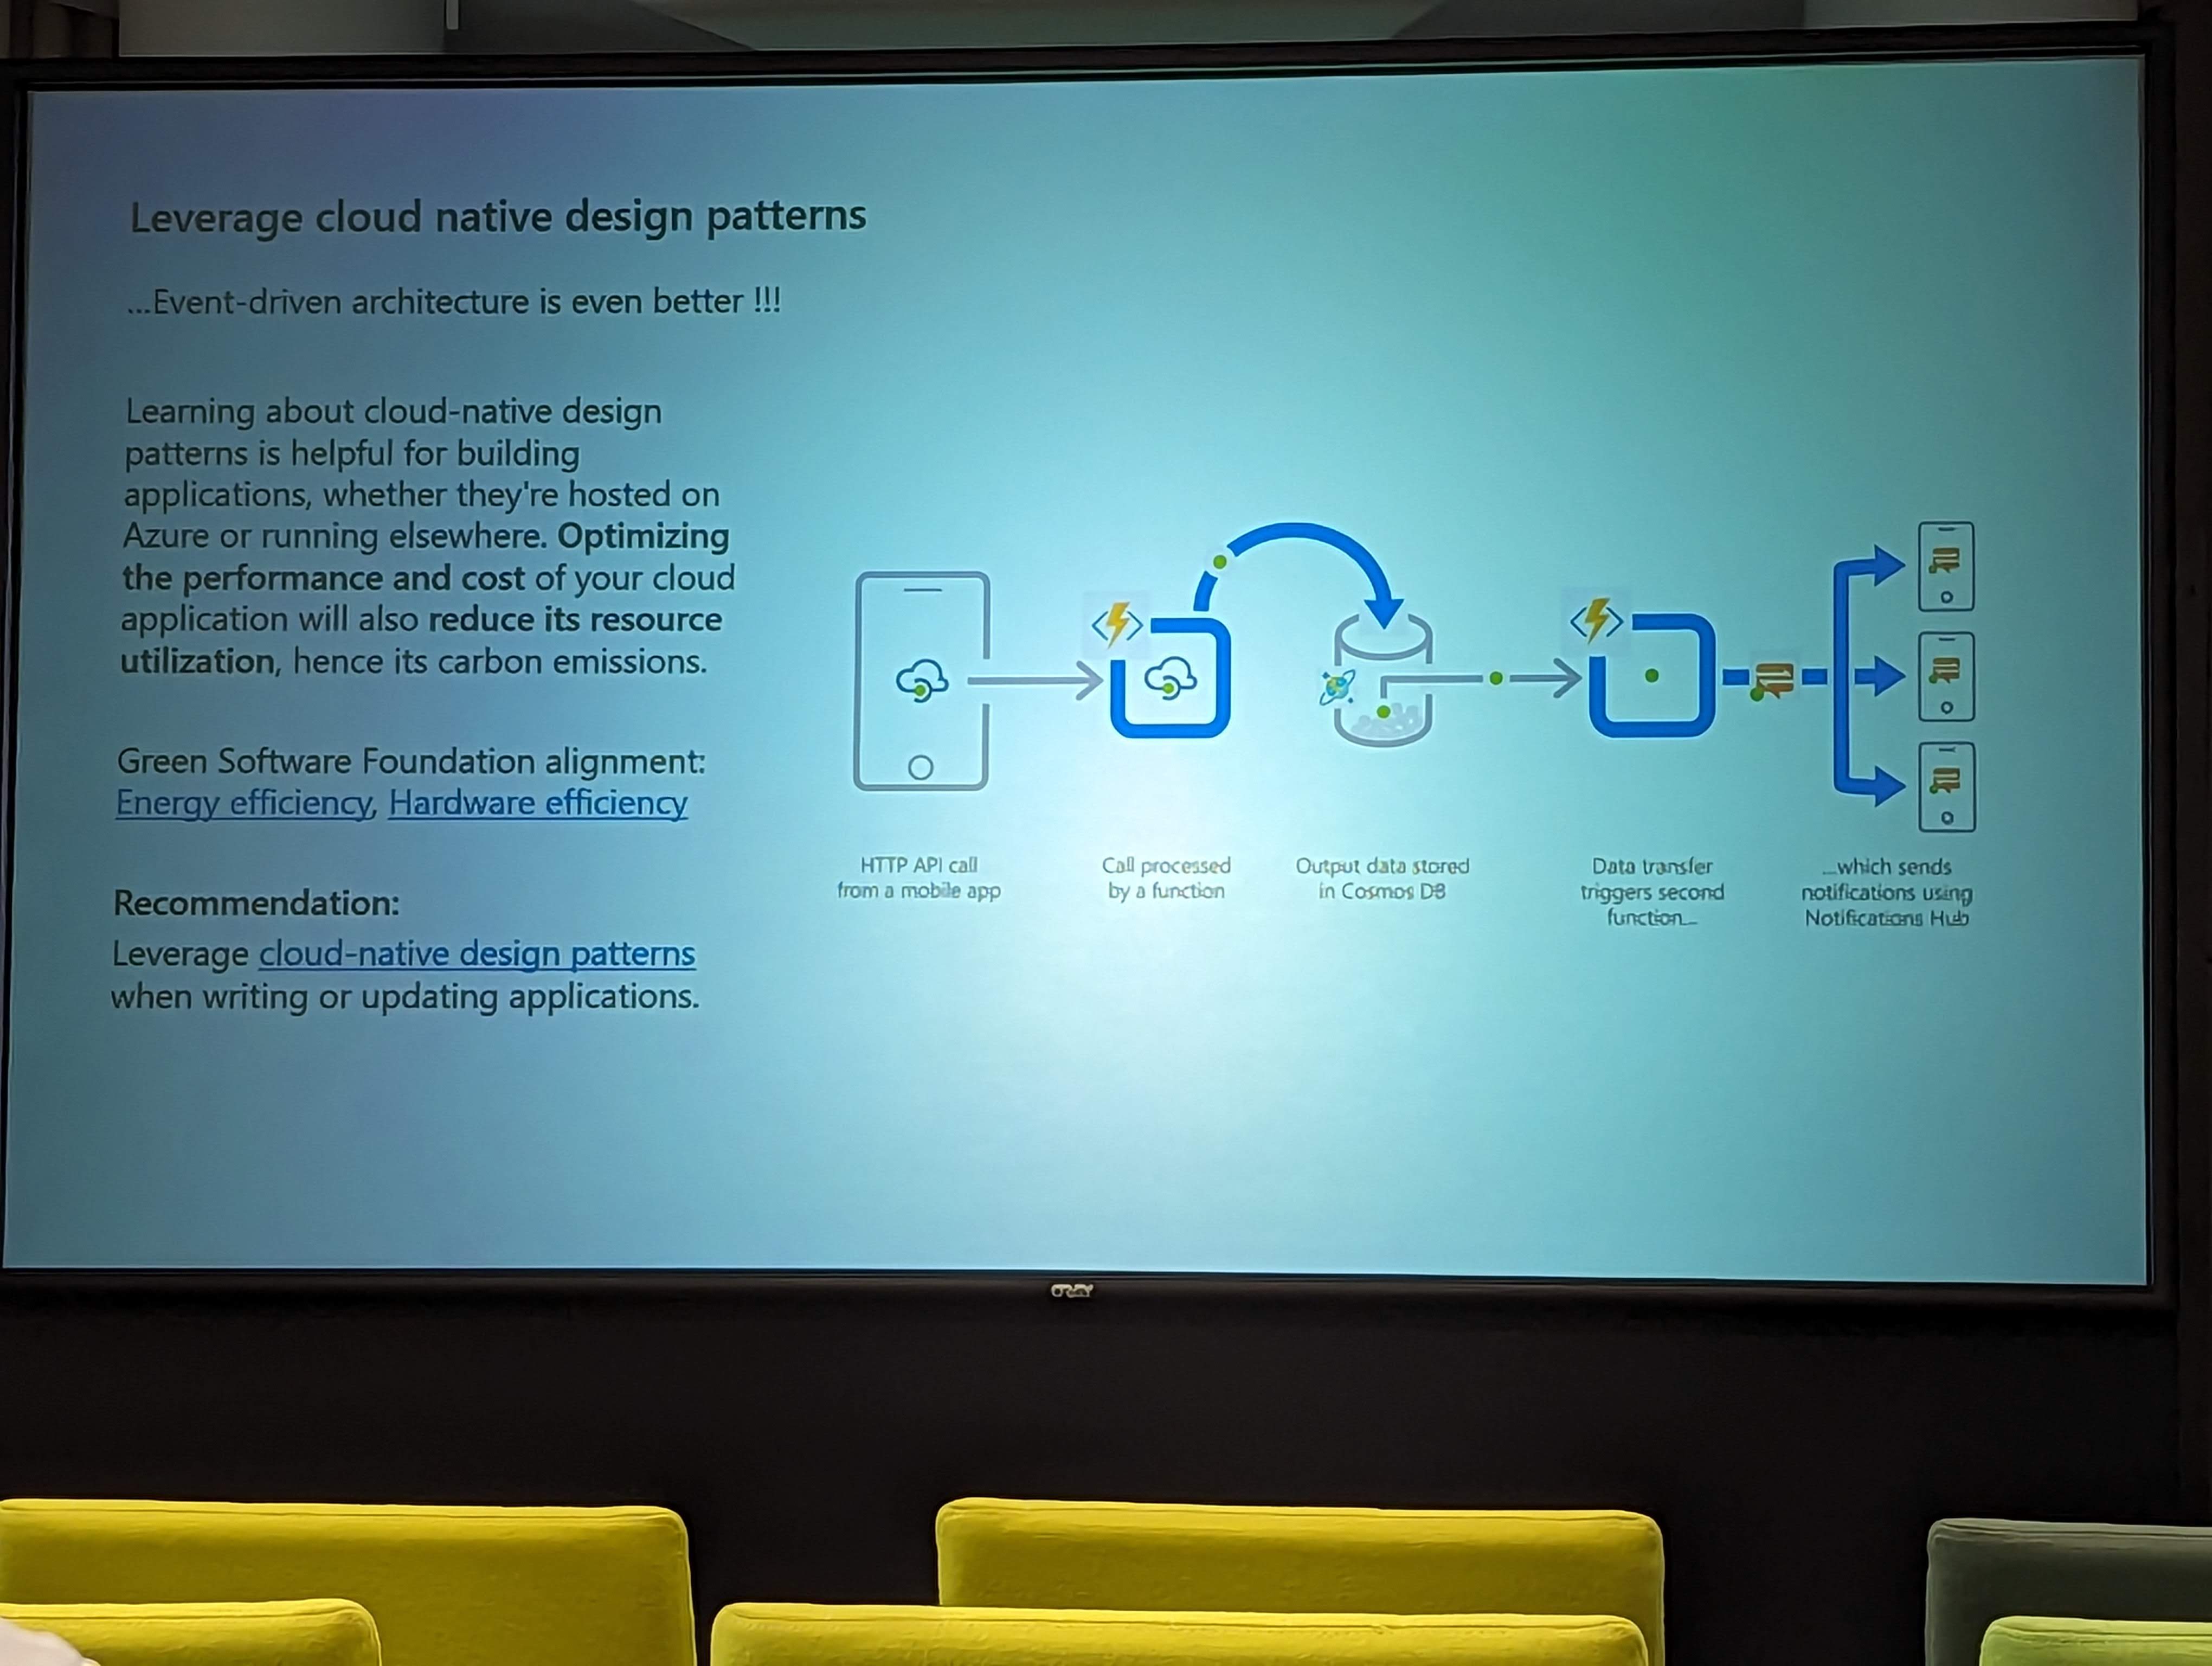 Leverage cloud native design patterns
...Event-driven architecture is even better !!!
Learning about cloud-native design
patterns is helpful for building
applications, whether they're hosted on
Azure or running elsewhere. Optimizing
the performance and cost of your cloud
application will also reduce its resource
utilization, hence its carbon emissions.
Green Software Foundation alignment:
Energy efficiency, Hardware efficiency
Recommendation:
Leverage cloud-native design patterns
when writing or updating applications.
HTTP API call
from a mobile app
Call processed
by a function
Output data stored
in Cosmos DB
Data transfer
triggers second
function...
...which sends
notifications using
Notifications Hub